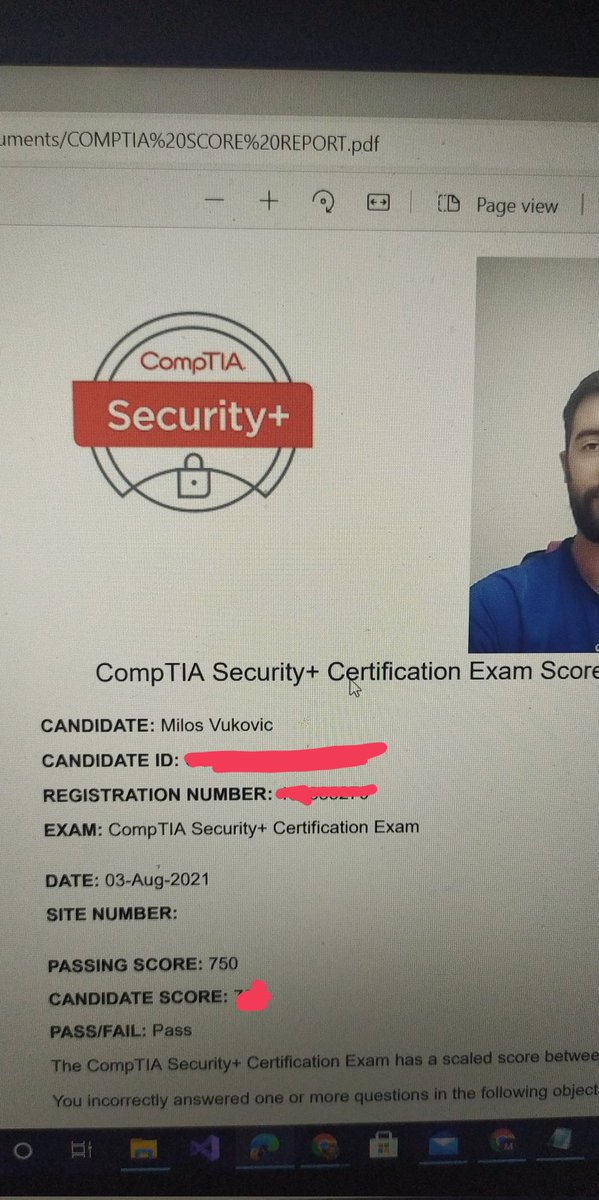 uments/COMPTIA%20SCORE%20REPORT.pdf
Page view
CompTIA
Security+
CompTIA Security+ Certification Exam Score
CANDIDATE: Milos Vukovic
CANDIDATE ID:
REGISTRATION NUMBER:
EXAM: CompTIA Security+ Certification Exam
DATE: 03-Aug-2021
SITE NUMBER:
PASSING SCORE: 750
CANDIDATE SCORE:
PASS/FAIL: Pass
The CompTIA Security+ Certification Exam has a scaled score betwee
You incorrectly answered one or more questions in the following object